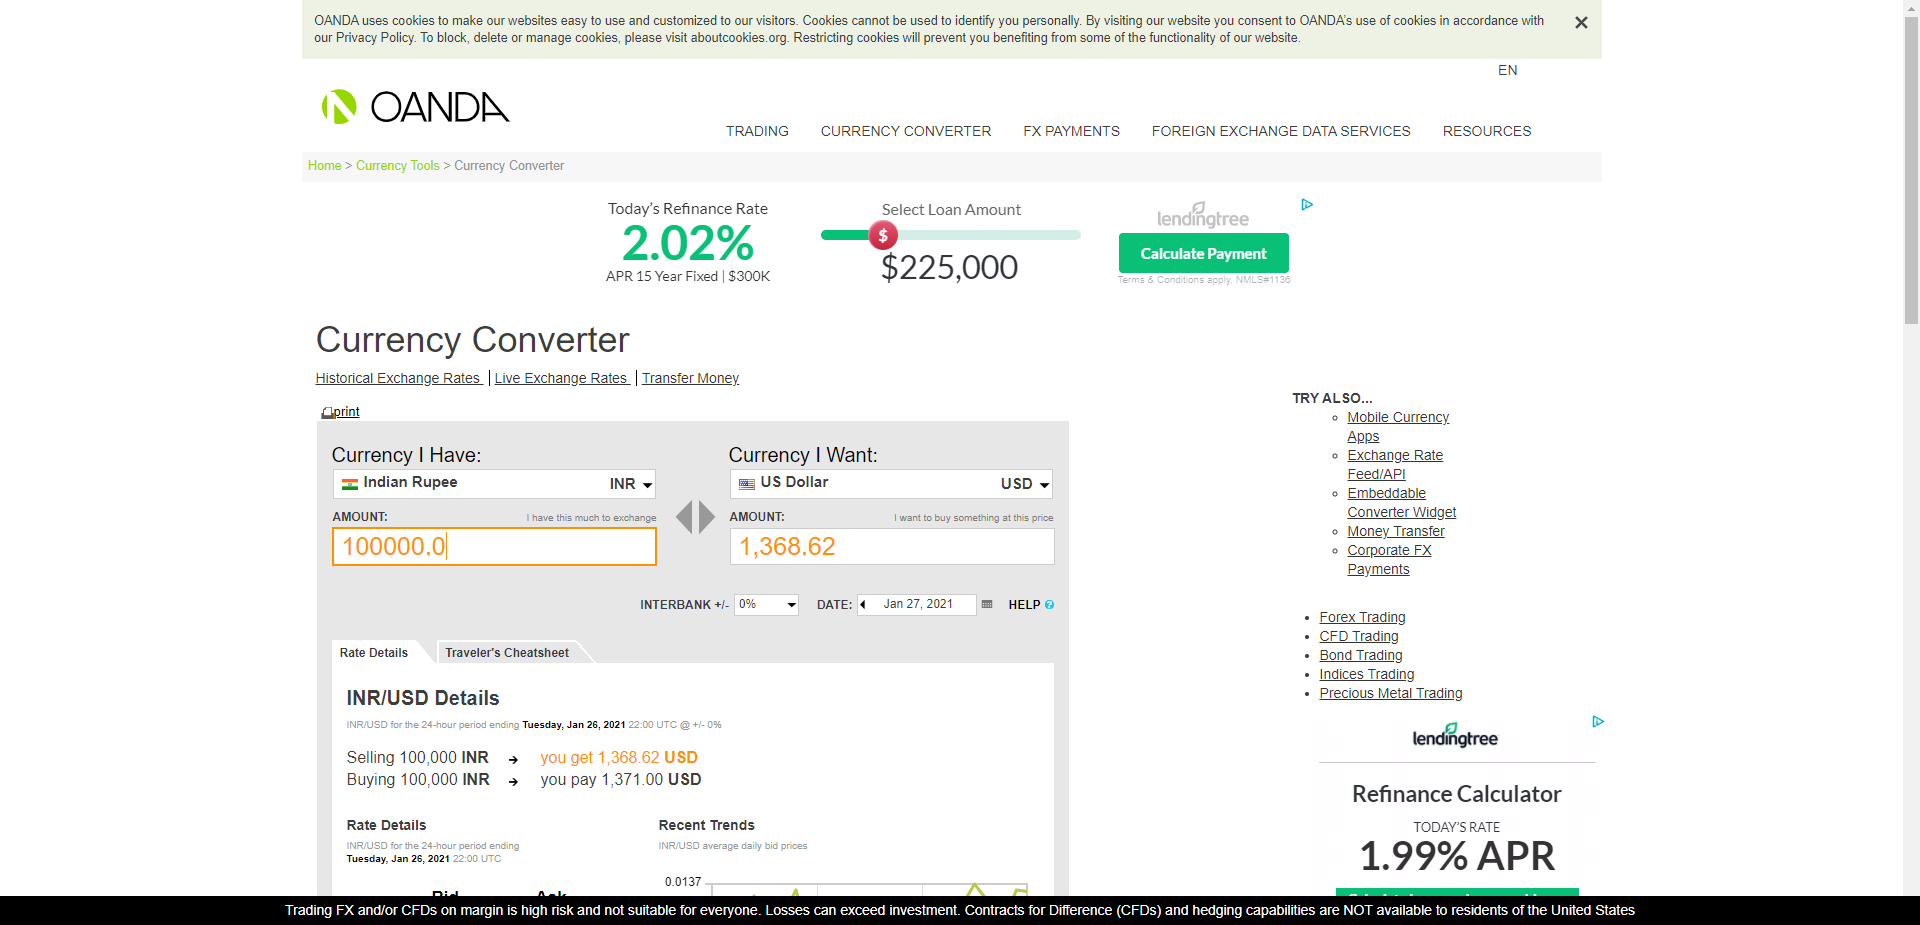 OANDA uses cookies to make our websites easy to use and customized to our visitors. Cookies cannot be used to identify you personally. By visiting our website you consent to OANDA's use of cookies in accordance with
our Privacy Policy. To block, delete or manage cookies, please visit aboutcookies.org. Restricting cookies will prevent you benefiting from some of the functionality of our website.
EN
OANDA
TRADING CURRENCY CONVERTER FX PAYMENTS FOREIGN EXCHANGE DATA SERVICES RESOURCES
Home > Currency Tools > Currency Converter
Today's Refinance Rate
2.02%
APR 15 Year Fixed | $300K
Select Loan Amount
$
$225,000
lendingtree
Calculate Payment
Terms & Conditions apply. NMLS#1136
Currency Converter
Historical Exchange Rates | Live Exchange Rates | Transfer Money
print
Currency I Have:
Indian Rupee INR
AMOUNT: I have this much to exchange
100000.0
Currency I Want:
US Dollar USD
AMOUNT: I want to buy something at this price
1,368.62
INTERBANK +/- 0% DATE: Jan 27, 2021 HELP ?
Rate Details Traveler's Cheatsheet
INR/USD Details
INR/USD for the 24-hour period ending Tuesday, Jan 26, 2021 22:00 UTC @ +/- 0%
Selling 100,000 INR → you get 1,368.62 USD
Buying 100,000 INR → you pay 1,371.00 USD
Rate Details
INR/USD for the 24-hour period ending
Tuesday, Jan 26, 2021 22:00 UTC
Bid Ask
Recent Trends
INR/USD average daily bid prices
0.0137
TRY ALSO...
Mobile Currency
Apps
Exchange Rate
Feed/API
Embeddable
Converter Widget
Money Transfer
Corporate FX
Payments
Forex Trading
CFD Trading
Bond Trading
Indices Trading
Precious Metal Trading
lendingtree
Refinance Calculator
TODAY'S RATE
1.99% APR
Trading FX and/or CFDs on margin is high risk and not suitable for everyone. Losses can exceed investment. Contracts for Difference (CFDs) and hedging capabilities are NOT available to residents of the United States